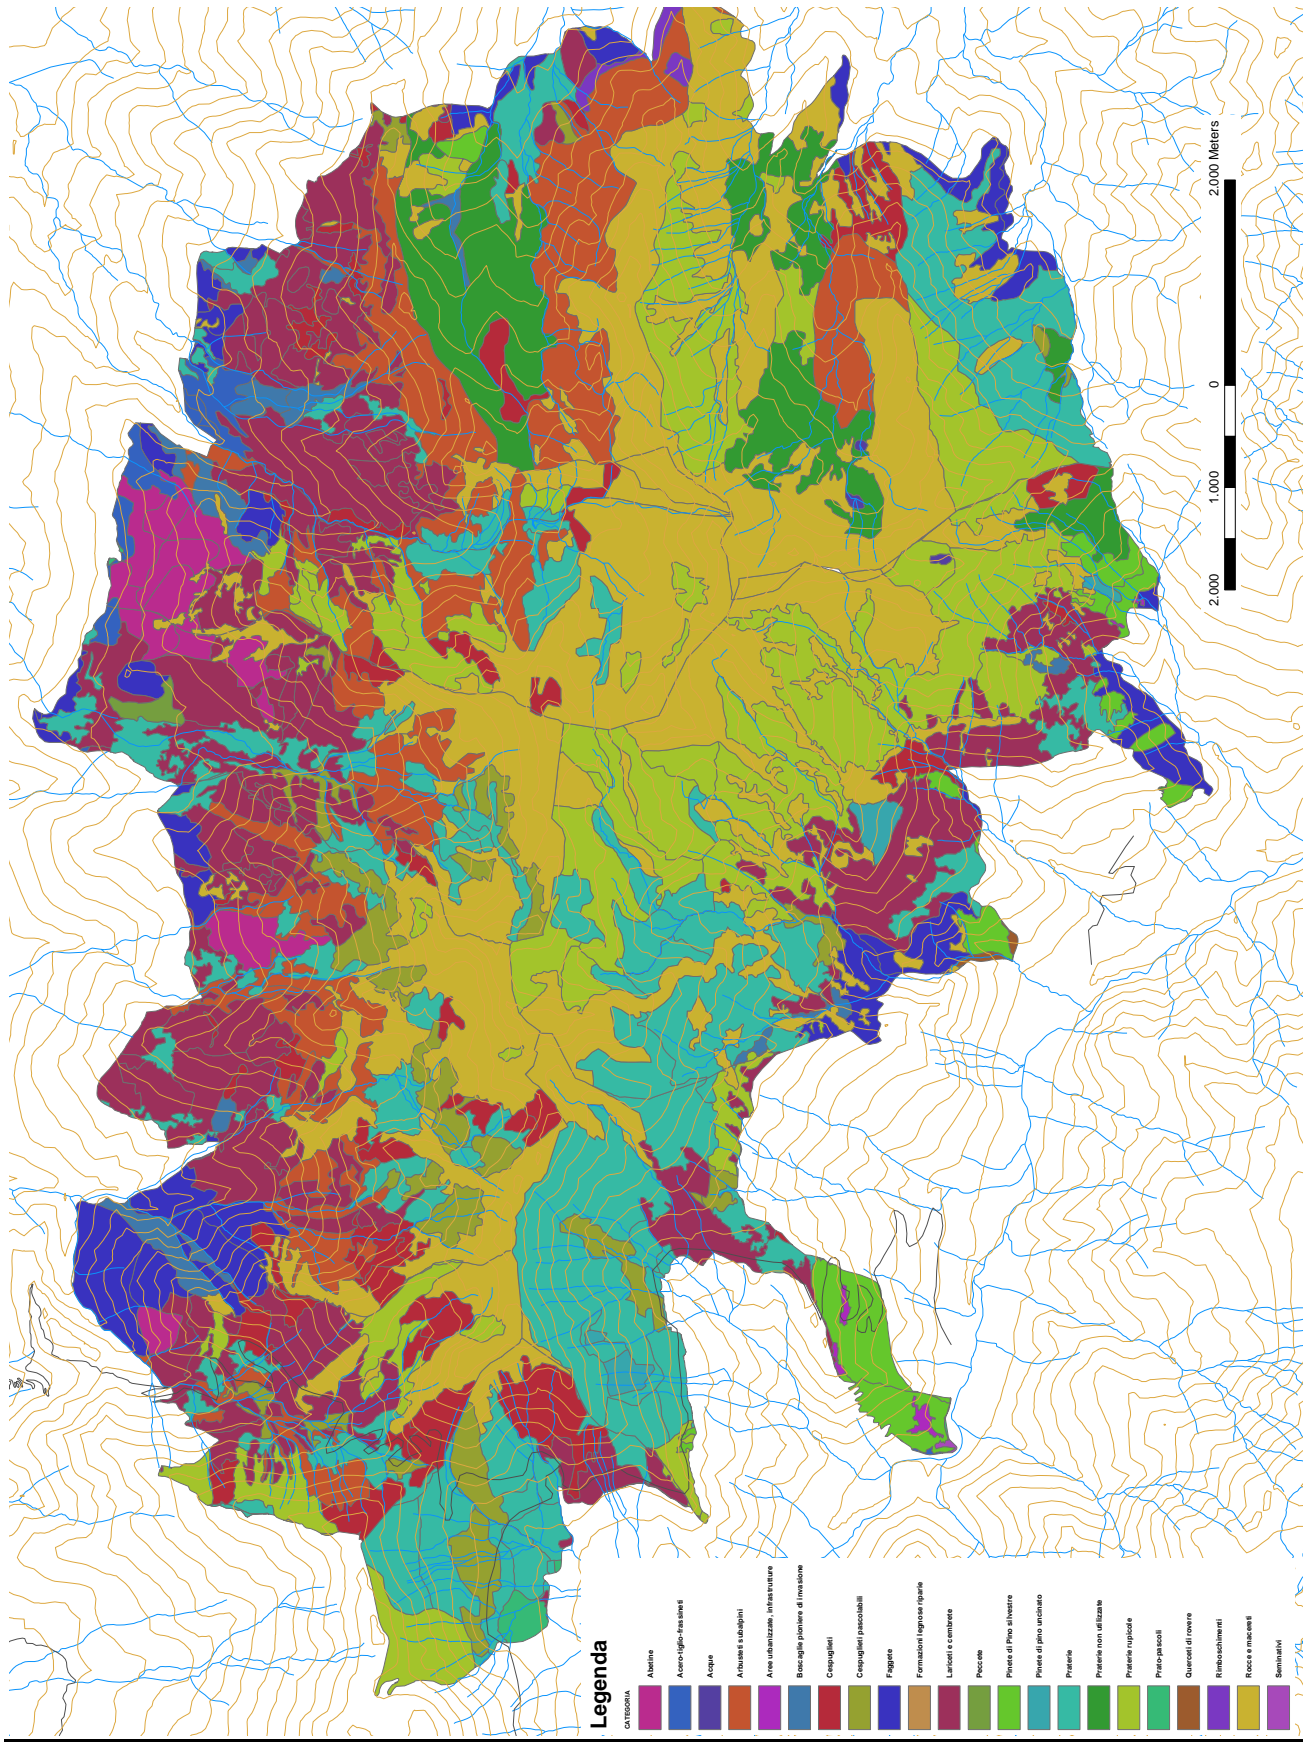 Legenda
CATEGORIA
Abetine
Acero-tiglio-frassineti
Acque
Arbusteti subalpini
Aree urbanizzate, infrastrutture
Boscaglie pioniere di invasione
Cespuglieti
Cespuglieti pascolabili
Faggete
Formazioni legnose riparie
Lariceti e cembrete
Peccete
Pinete di Pino silvestre
Pinete di pino uncinato
Praterie
Praterie non utilizzate
Praterie rupicole
Prato-pascoli
Querceti di rovere
Rimboschimenti
Rocce e macereti
Seminativi
2.000 1.000 0 2.000 Meters